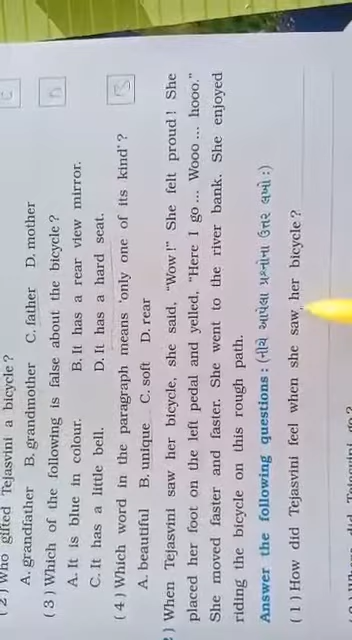 (2) Who gifted Tejasvini a bicycle?
A. grandfather B. grandmother C. father D. mother
(3) Which of the following is false about the bicycle?
A. It is blue in colour. B. It has a rear view mirror.
C. It has a little bell. D. It has a hard seat.
(4) Which word in the paragraph means 'only one of its kind'? B
A. beautiful B. unique C. soft D. rear
) When Tejasvini saw her bicycle, she said, "Wow!" She felt proud! She
placed her foot on the left pedal and yelled, "Here I go ... Wooo ... hooo."
She moved faster and faster. She went to the river bank. She enjoyed
riding the bicycle on this rough path.
Answer the following questions : (નીચે આપેલા પ્રશ્નોના ઉત્તર લખો :)
(1) How did Tejasvini feel when she saw her bicycle?